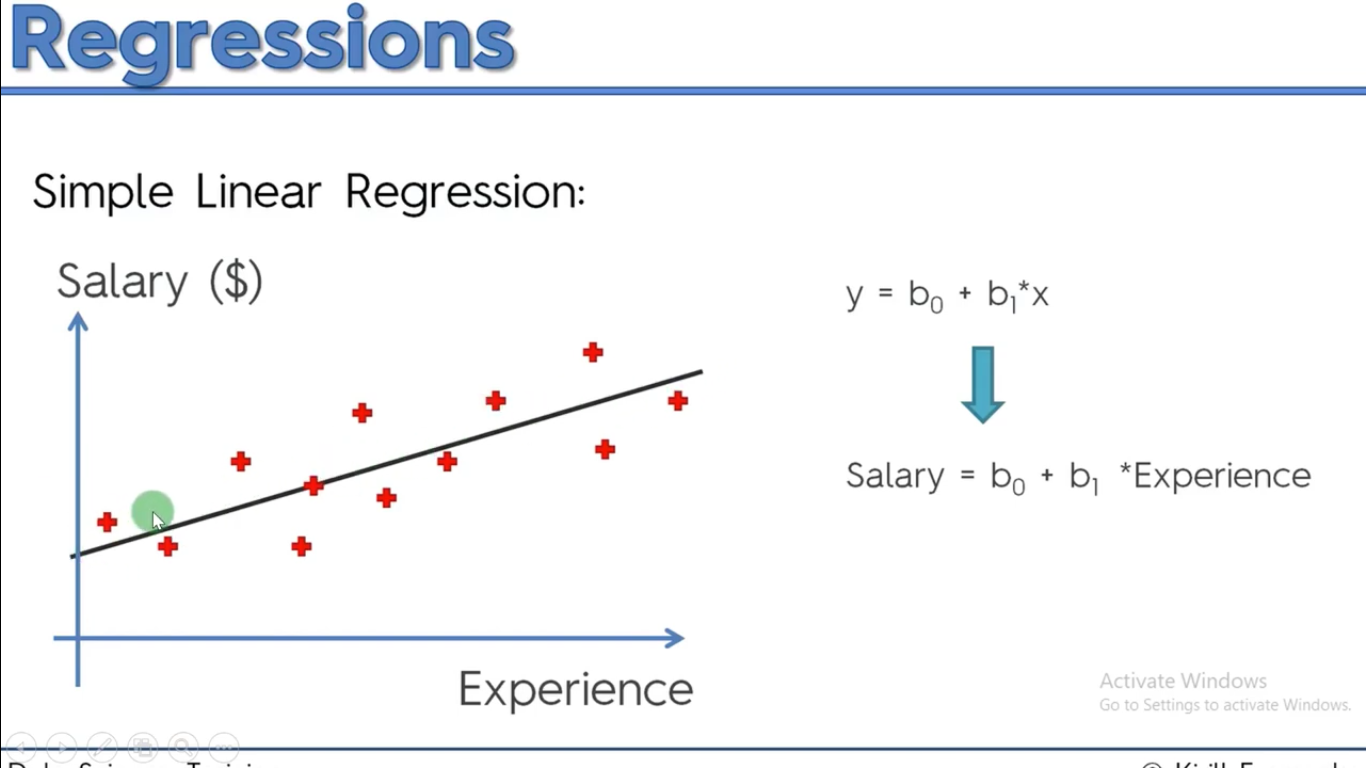 Regressions
Simple Linear Regression:
Salary ($)
y = b₀ + b₁*x
Salary = b₀ + b₁ *Experience
Experience
Activate Windows
Go to Settings to activate Windows.